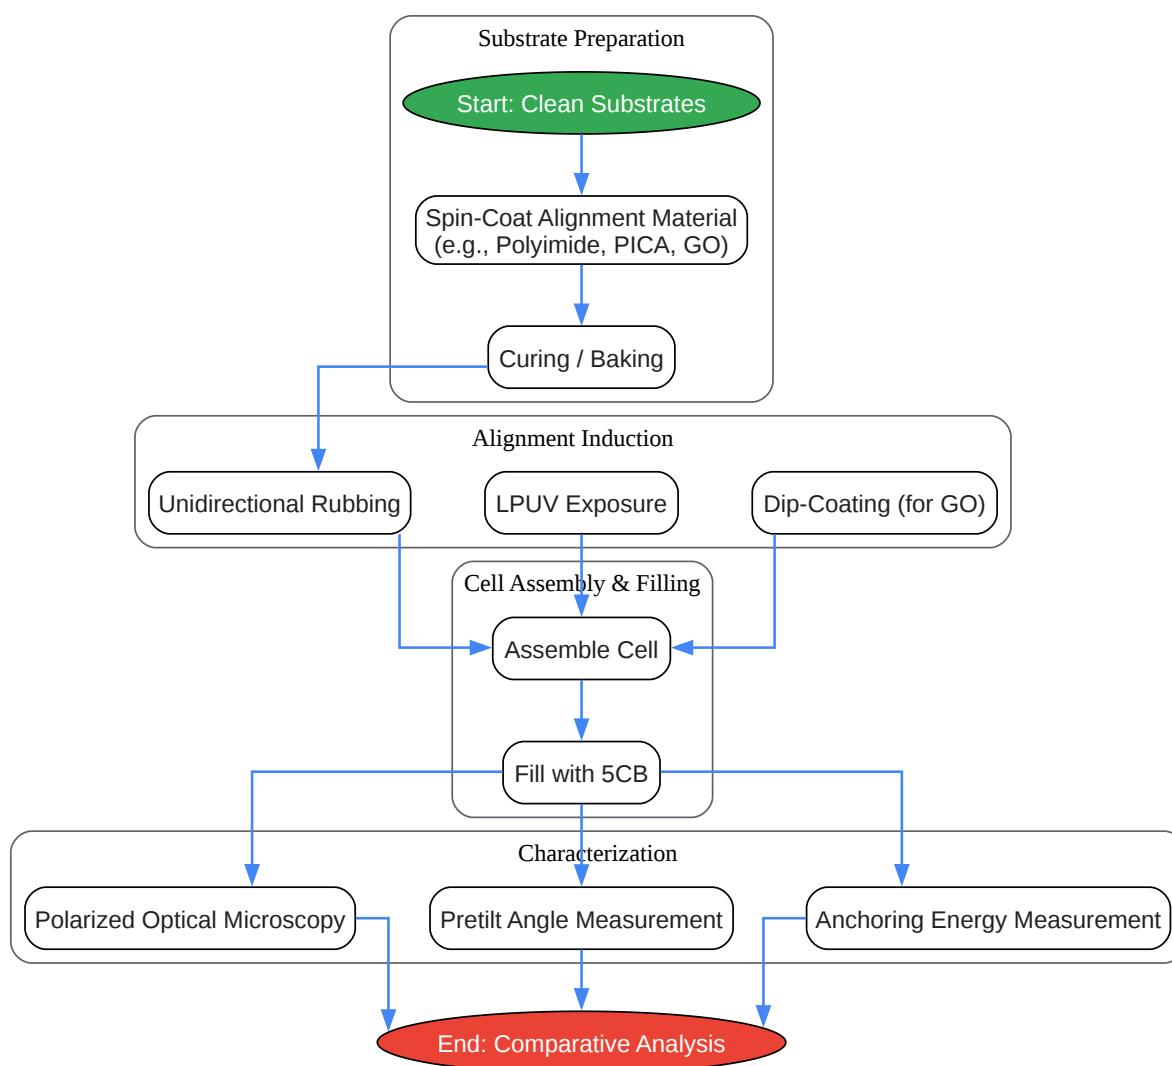 Substrate Preparation
Start: Clean Substrates
Spin-Coat Alignment Material
(e.g., Polyimide, PICA, GO)
Curing / Baking
Alignment Induction
Unidirectional Rubbing
LPUV Exposure
Dip-Coating (for GO)
Cell Assembly & Filling
Assemble Cell
Fill with 5CB
Characterization
Polarized Optical Microscopy
Pretilt Angle Measurement
Anchoring Energy Measurement
End: Comparative Analysis